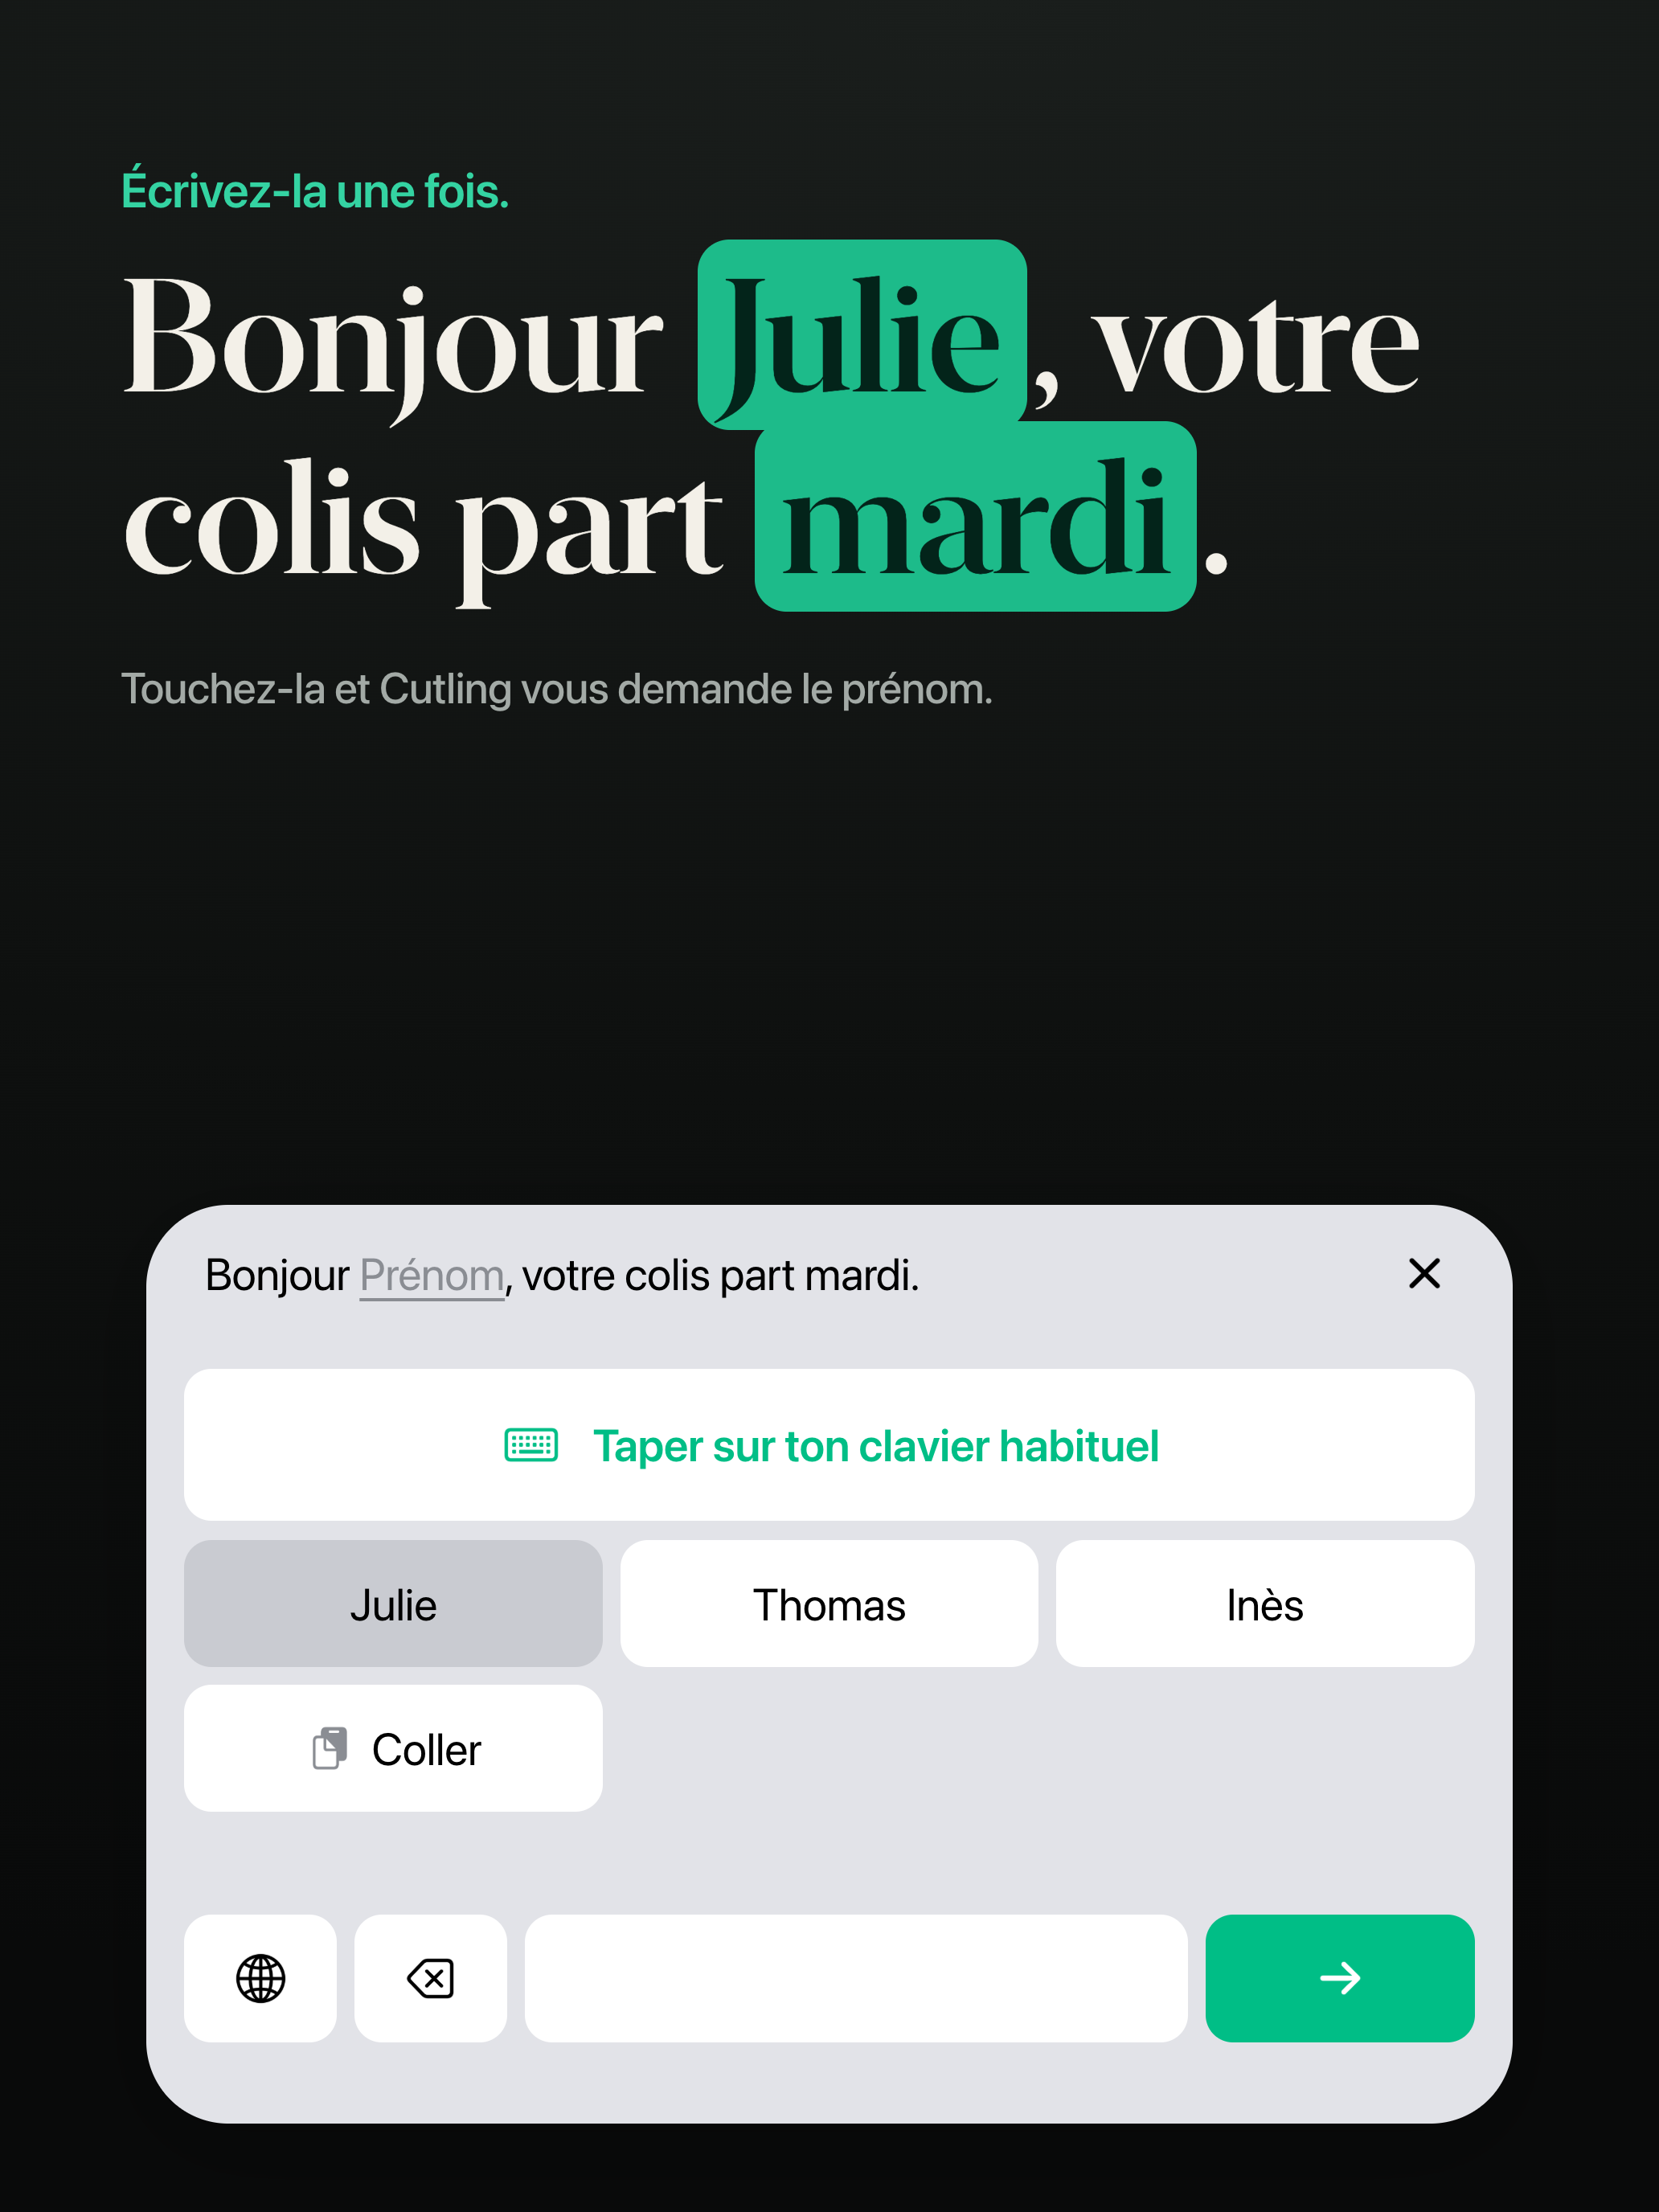 Écrivez-la une fois.
Bonjour Julie, votre
colis part mardi.
Touchez-la et Cutling vous demande le prénom.
Bonjour Prénom, votre colis part mardi.
Taper sur ton clavier habituel
Julie
Thomas
Inès
Coller